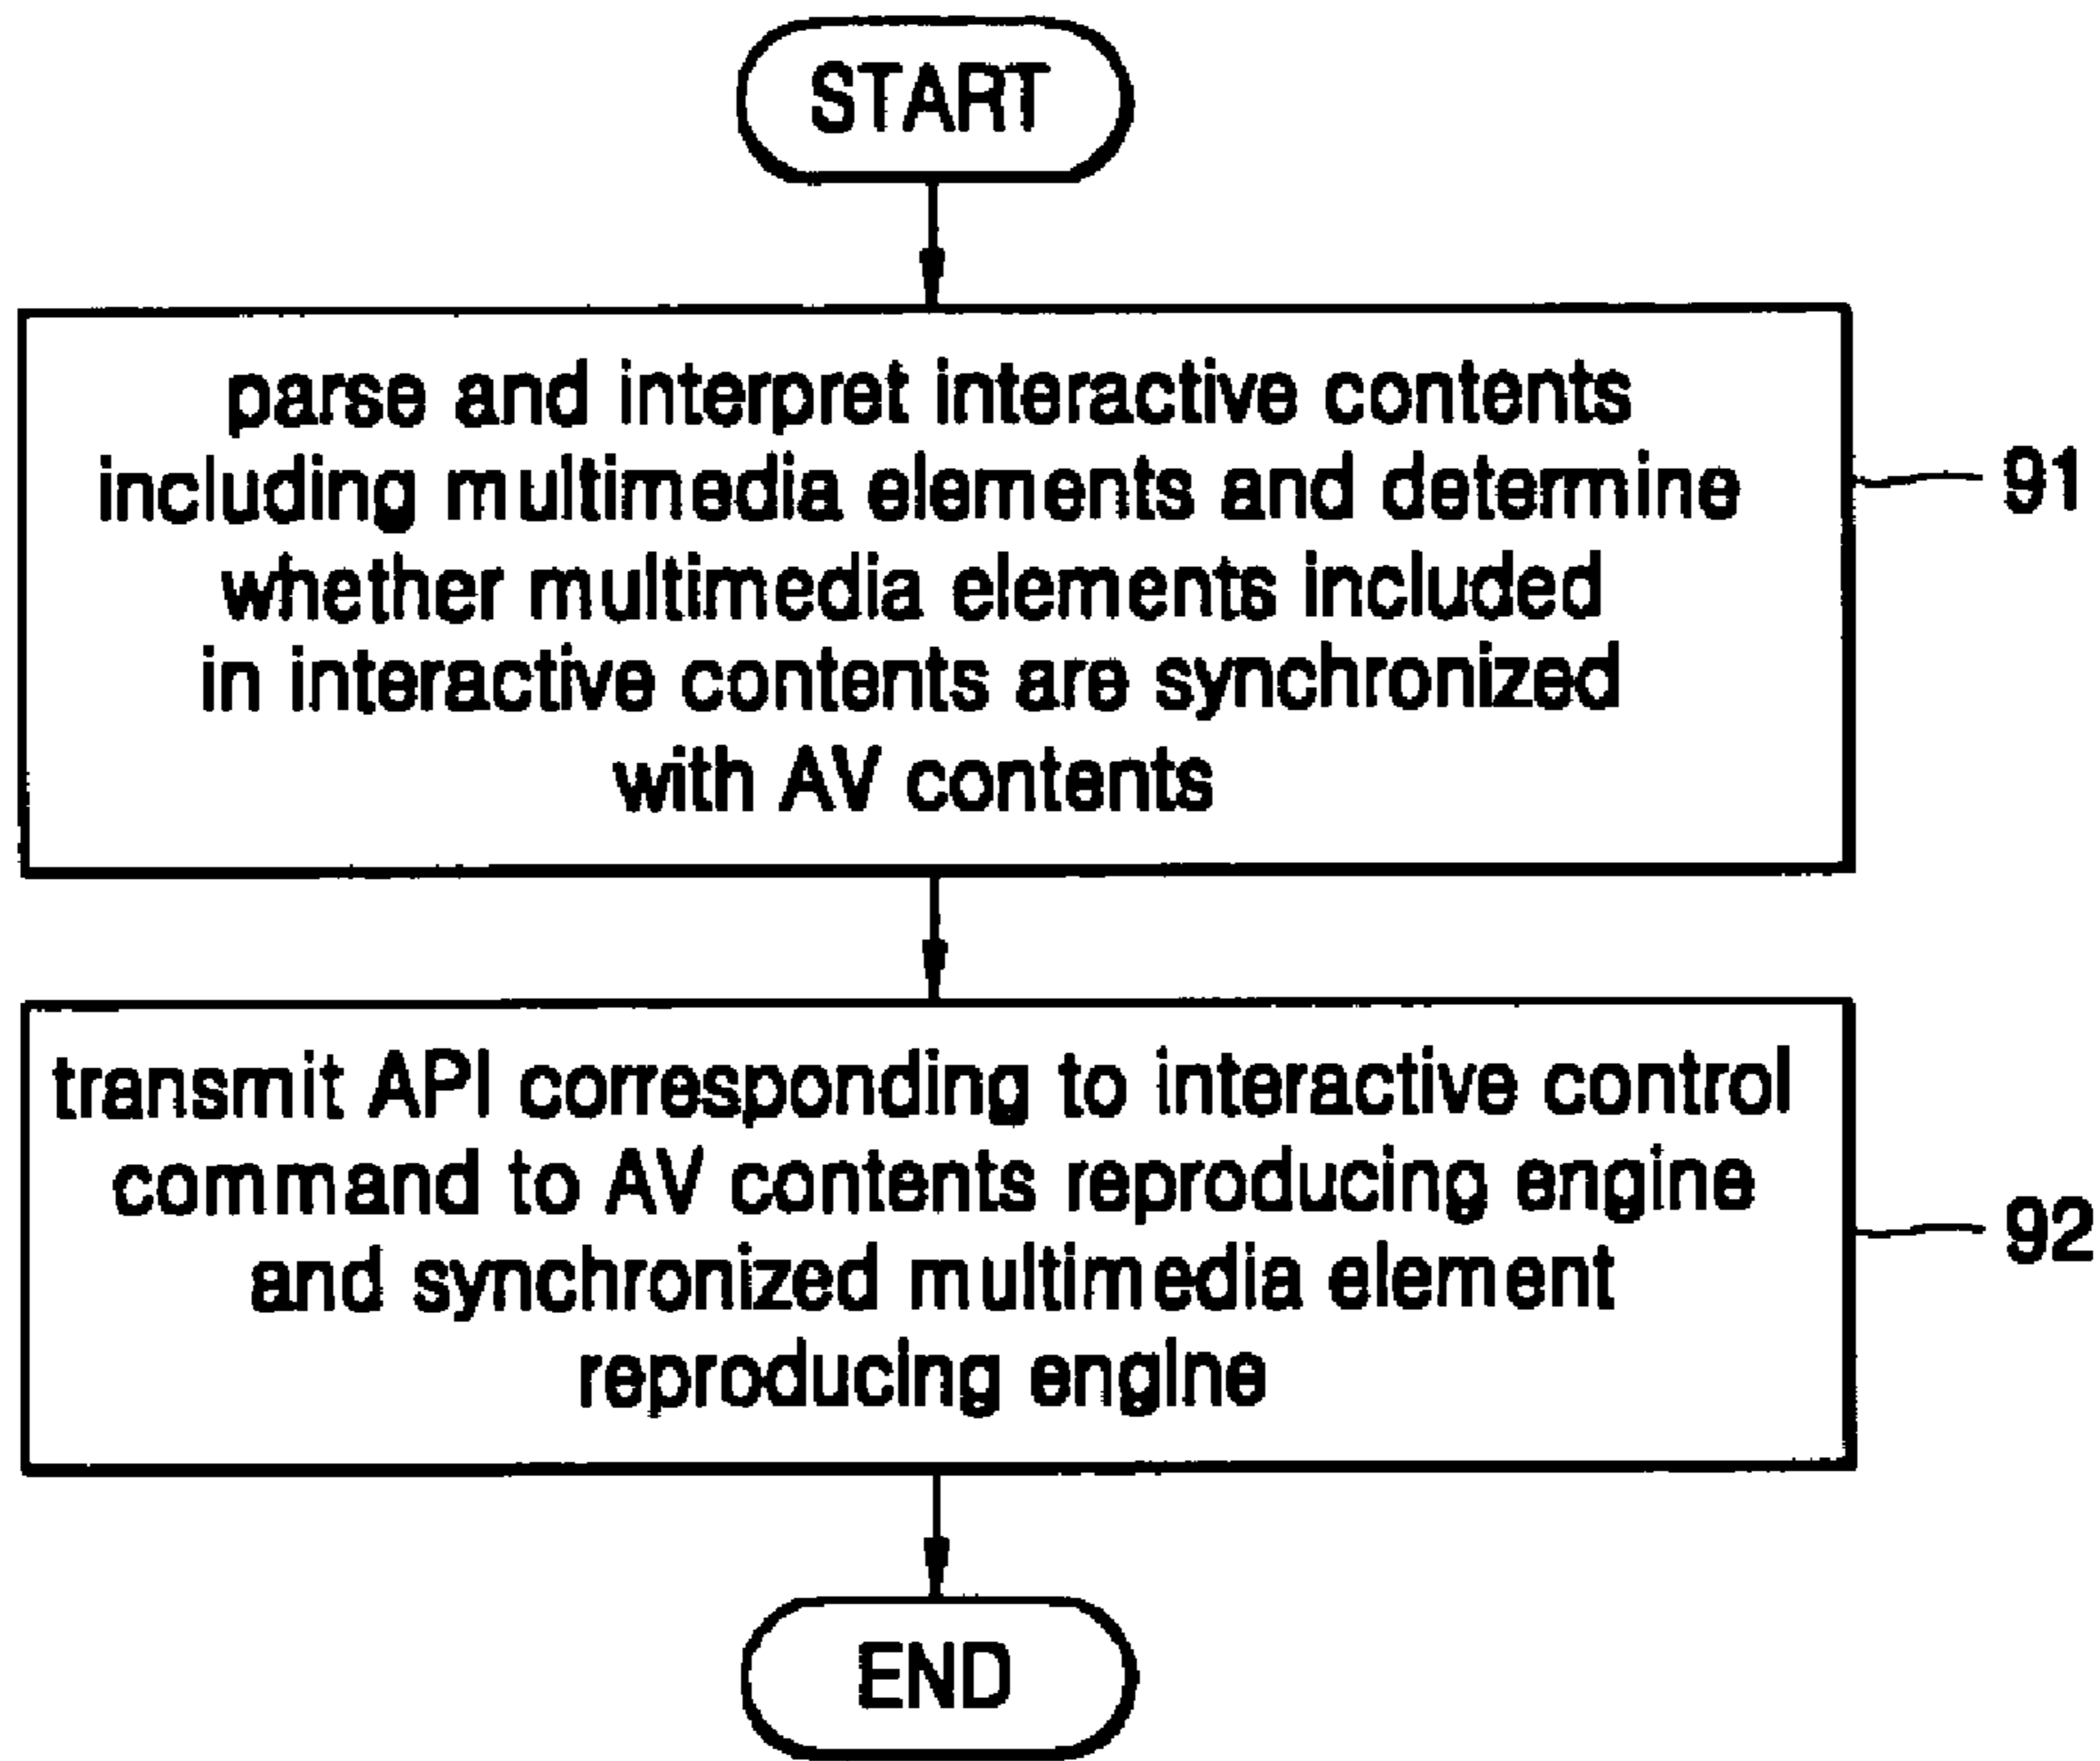 START
parse and interpret interactive contents
including multimedia elements and determine
whether multimedia elements included
in interactive contents are synchronized
with AV contents
91
transmit API corresponding to interactive control
command to AV contents reproducing engine
and synchronized multimedia element
reproducing engine
92
END